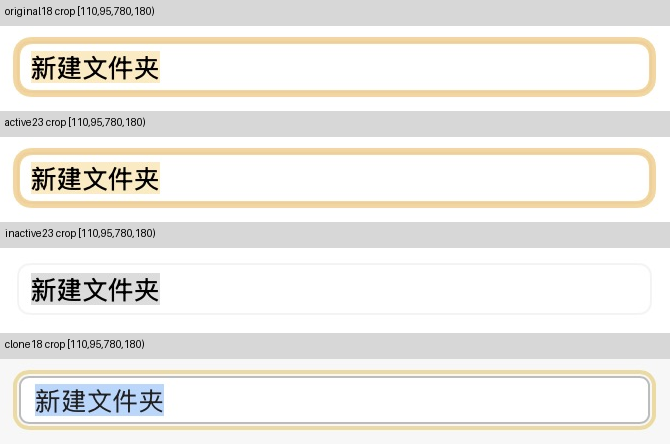 original18 crop [110,95,780,180)
新建文件夹
active23 crop [110,95,780,180)
新建文件夹
inactive23 crop [110,95,780,180)
新建文件夹
clone18 crop [110,95,780,180)
新建文件夹